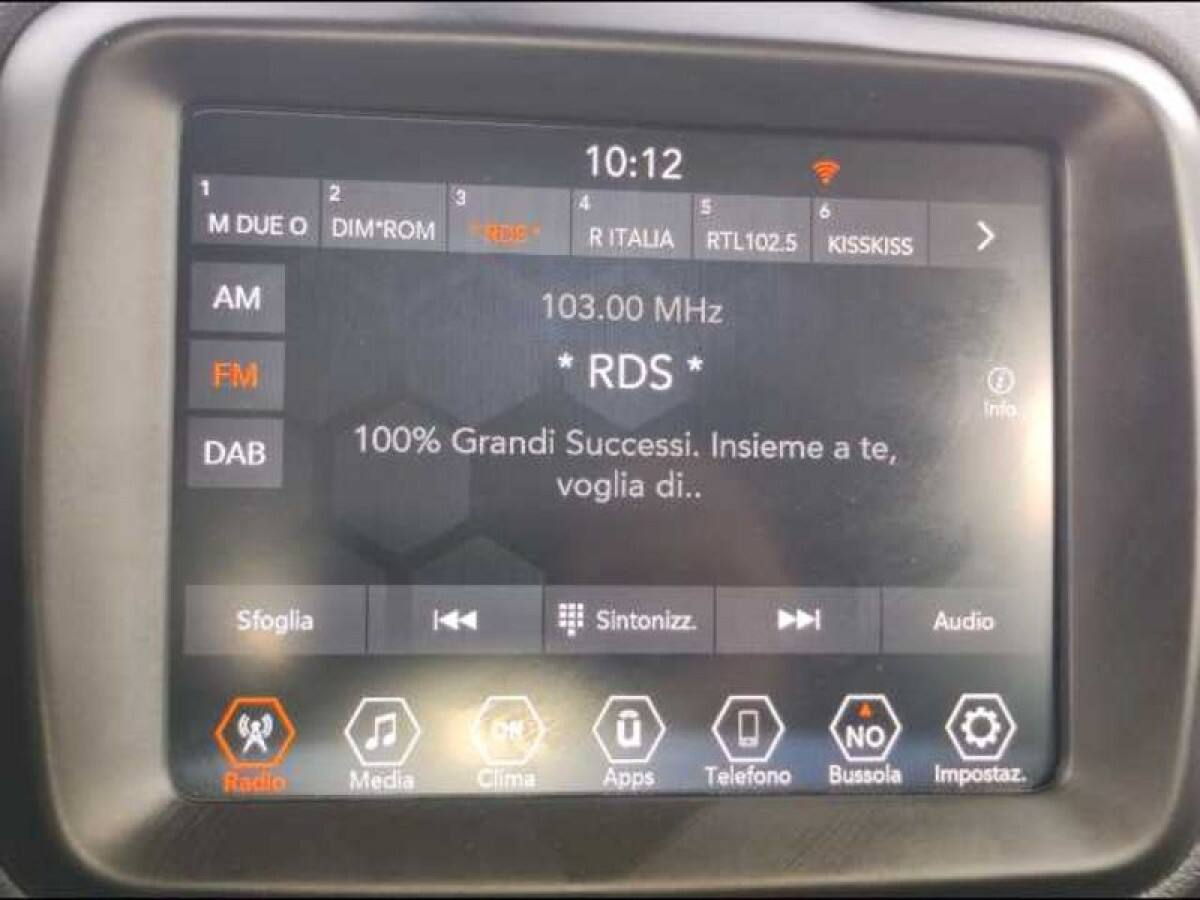 10:12
1 2 3 4 5 6
M DUE O DIM*ROM * RDS * R ITALIA RTL102.5 KISSKISS
AM
103.00 MHz
FM
* RDS *
Info
DAB
100% Grandi Successi. Insieme a te,
voglia di..
Sfoglia Sintonizz. Audio
ON ū NO
Radio Media Clima Apps Telefono Bussola Impostaz.